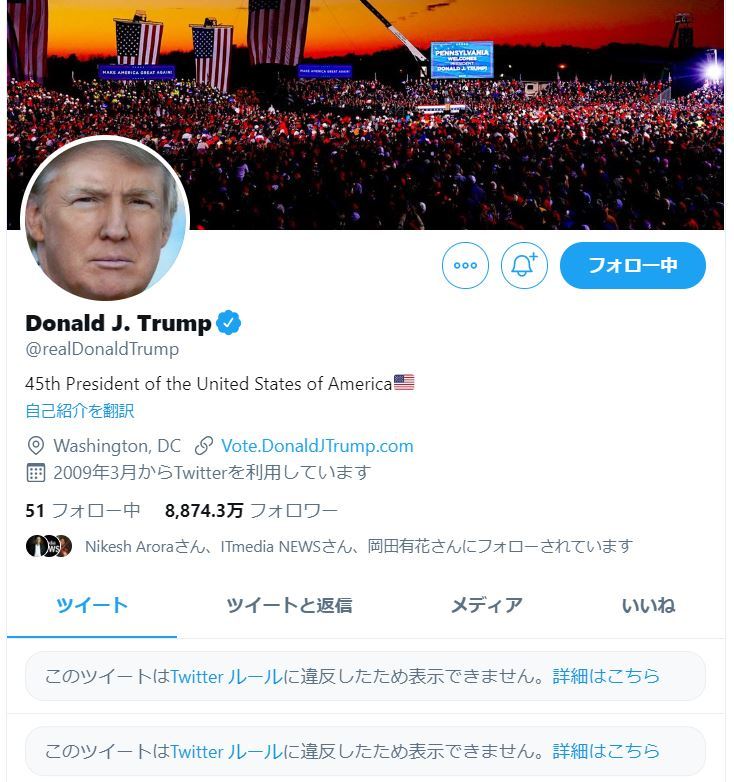 MAKE AMERICA GREAT AGAIN!
MAKE AMERICA GREAT AGAIN!
PENNSYLVANIA
WELCOMES
PRESIDENT
DONALD J. TRUMP!
フォロー中
Donald J. Trump
@realDonaldTrump
45th President of the United States of America🇺🇸
自己紹介を翻訳
Washington, DC Vote.DonaldJTrump.com
2009年3月からTwitterを利用しています
51 フォロー中 8,874.3万 フォロワー
Nikesh Aroraさん、ITmedia NEWSさん、岡田有花さんにフォローされています
ツイート ツイートと返信 メディア いいね
このツイートはTwitter ルールに違反したため表示できません。詳細はこちら
このツイートはTwitter ルールに違反したため表示できません。詳細はこちら